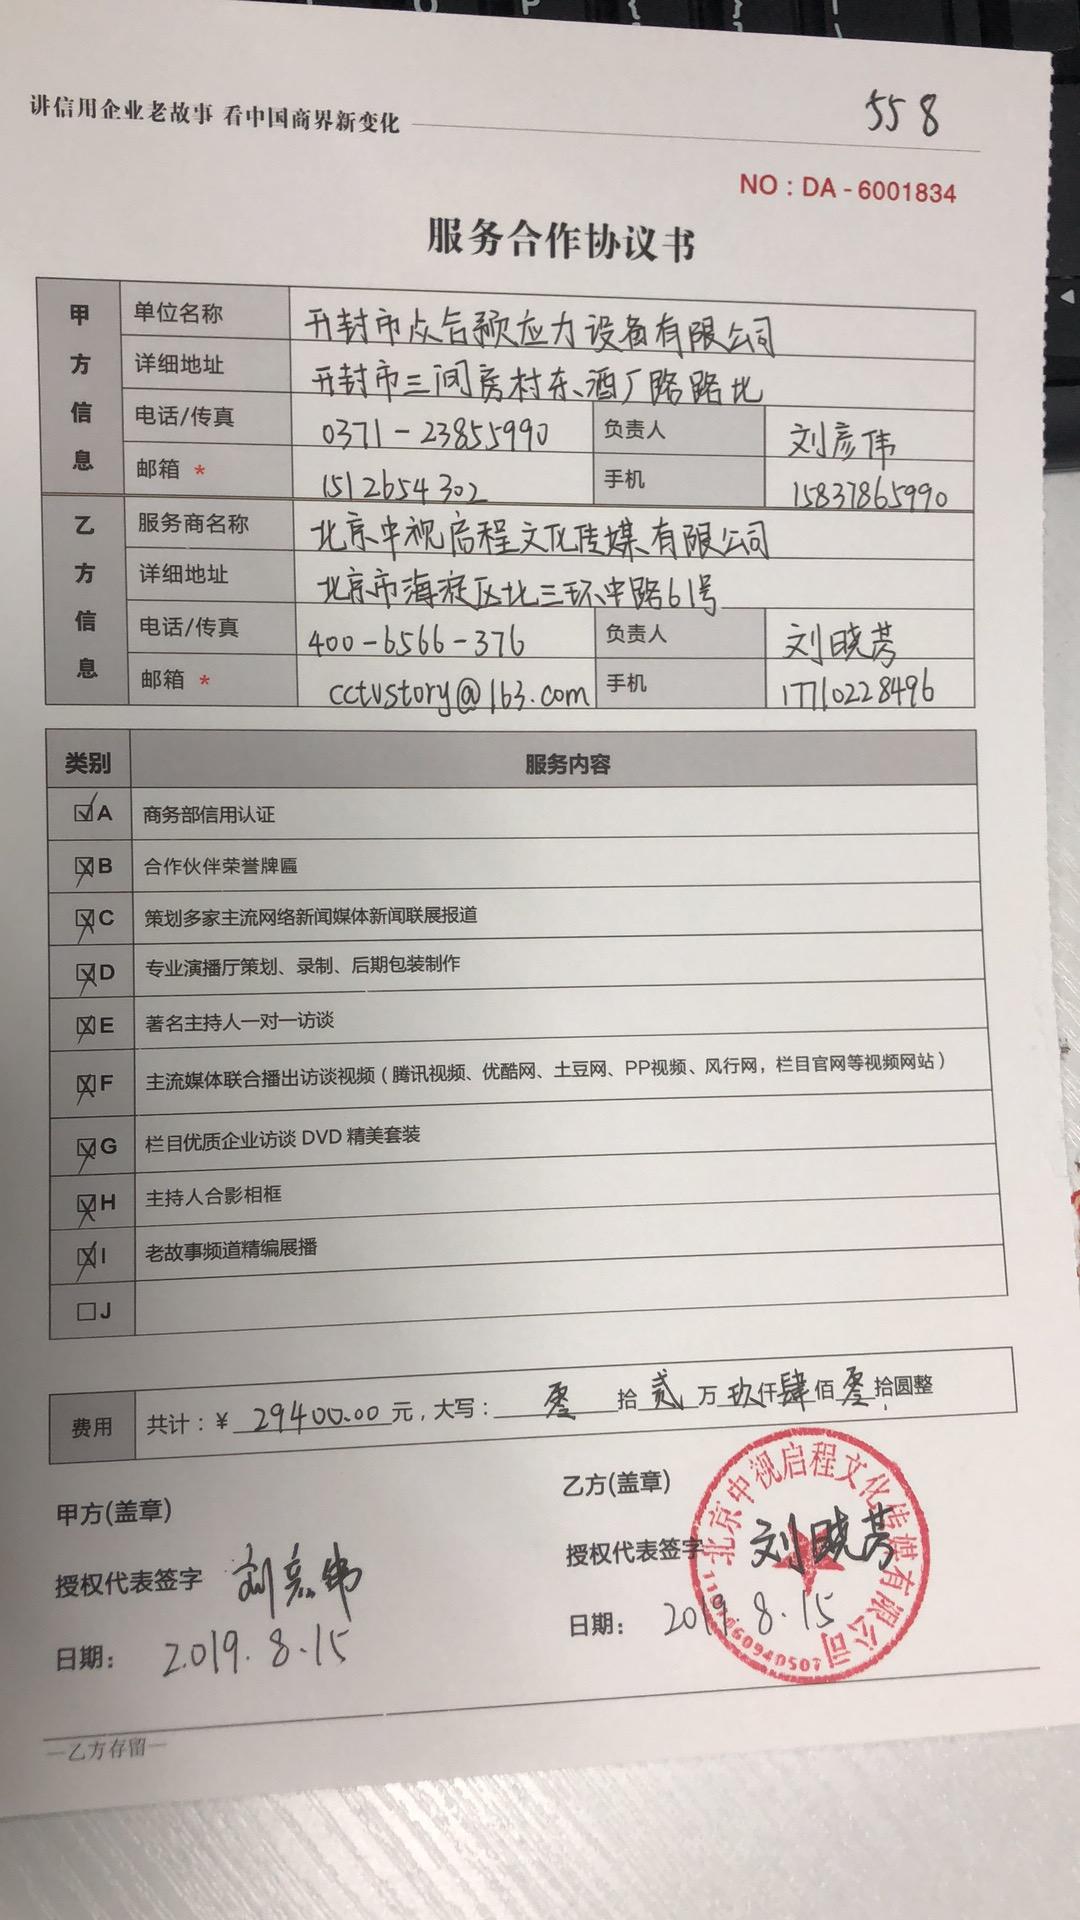 讲信用企业老故事 看中国商界新变化
558
NO：DA - 6001834
服务合作协议书
甲方信息
单位名称 开封市众合预应力设备有限公司
详细地址 开封市三间房村东、酒厂路路北
电话/传真 0371-23855990 负责人 刘彦伟
邮箱 * 1512654302 手机 15837865990
乙方信息
服务商名称 北京中视启程文化传媒有限公司
详细地址 北京市海淀区北三环中路61号
电话/传真 400-6566-376 负责人 刘晓芳
邮箱 * cctvstory@163.com 手机 17710228496
类别 服务内容
☑A 商务部信用认证
☑B 合作伙伴荣誉牌匾
☑C 策划多家主流网络新闻媒体新闻联展报道
☑D 专业演播厅策划、录制、后期包装制作
☑E 著名主持人一对一访谈
☑F 主流媒体联合播出访谈视频（腾讯视频、优酷网、土豆网、PP视频、风行网，栏目官网等视频网站）
☑G 栏目优质企业访谈 DVD 精美套装
☑H 主持人合影相框
☑I 老故事频道精编展播
□J
费用 共计：¥ 29400.00 元，大写： 零 拾 贰 万 玖 仟 肆 佰 零 拾圆整
甲方(盖章)
乙方(盖章)
北京中视启程文化传媒有限公司
授权代表签字 刘彦伟
授权代表签字 刘晓芳
日期： 2019.8.15
日期： 2019.8.15
—乙方存留—